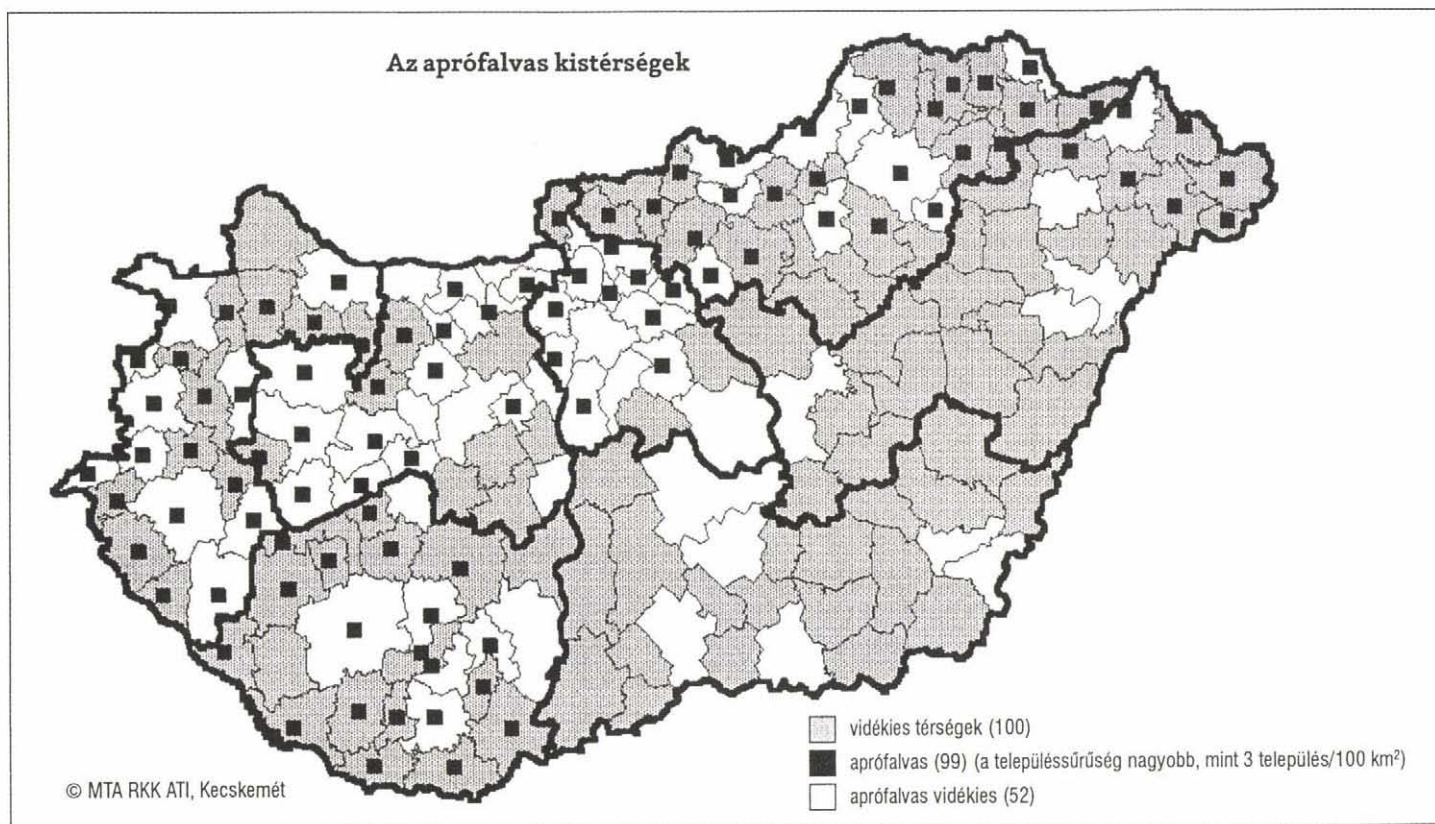 Az aprófalvas kistérségek
vidékies térségek (100)
aprófalvas (99) (a településsűrűség nagyobb, mint 3 település/100 km²)
aprófalvas vidékies (52)
© MTA RKK ATI, Kecskemét